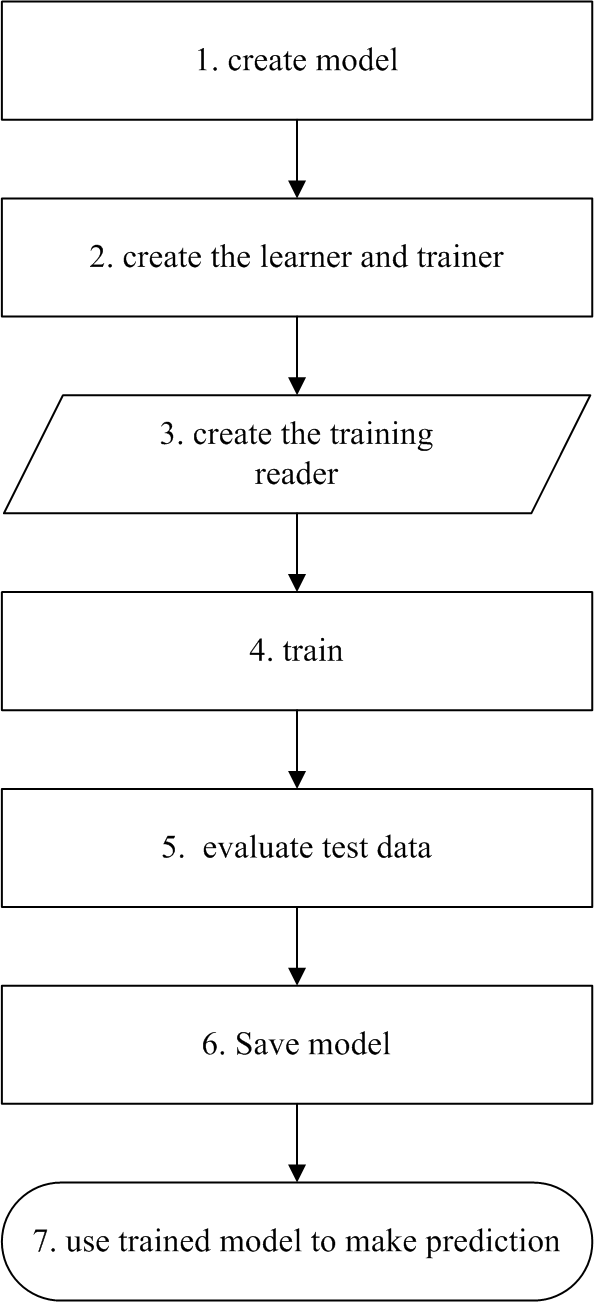 1. create model
2. create the learner and trainer
3. create the training
reader
4. train
5.  evaluate test data
6. Save model
7. use trained model to make prediction